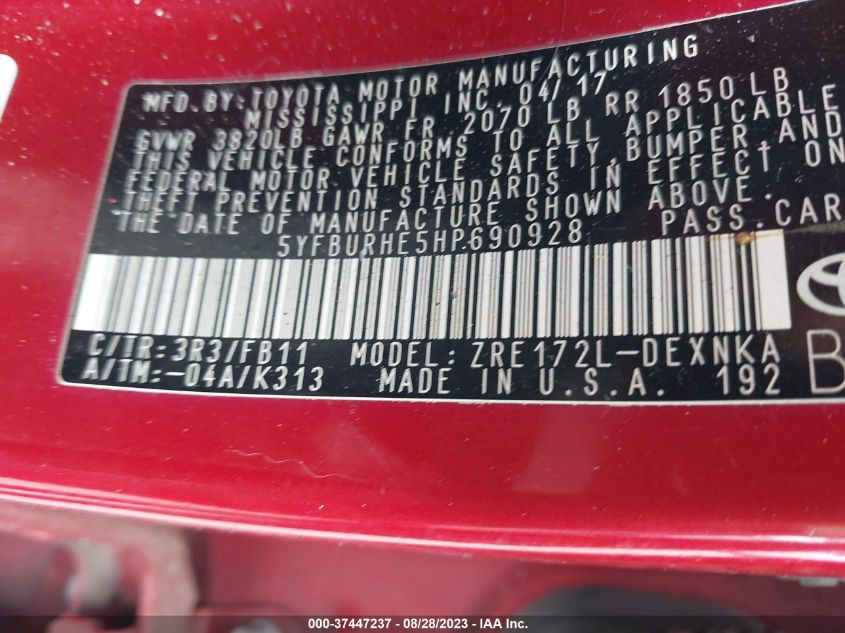 MFD. BY: TOYOTA MOTOR MANUFACTURING
MISSISSIPPI INC. 04/17
GVWR 3820LB GAWR FR 2070 LB RR 1850 LB
THIS VEHICLE CONFORMS TO ALL APPLICABLE
FEDERAL MOTOR VEHICLE SAFETY,BUMPER,AND
THEFT PREVENTION STANDARDS IN EFFECT ON
THE DATE OF MANUFACTURE SHOWN ABOVE.
5YFBURHE5HP690928 PASS.CAR
C/TR:3R3/FB11 MODEL: ZRE172L-DEXNKA
A/TM:-04A/K313 MADE IN U.S.A. 192
B
000-37447237 - 08/28/2023 - IAA Inc.